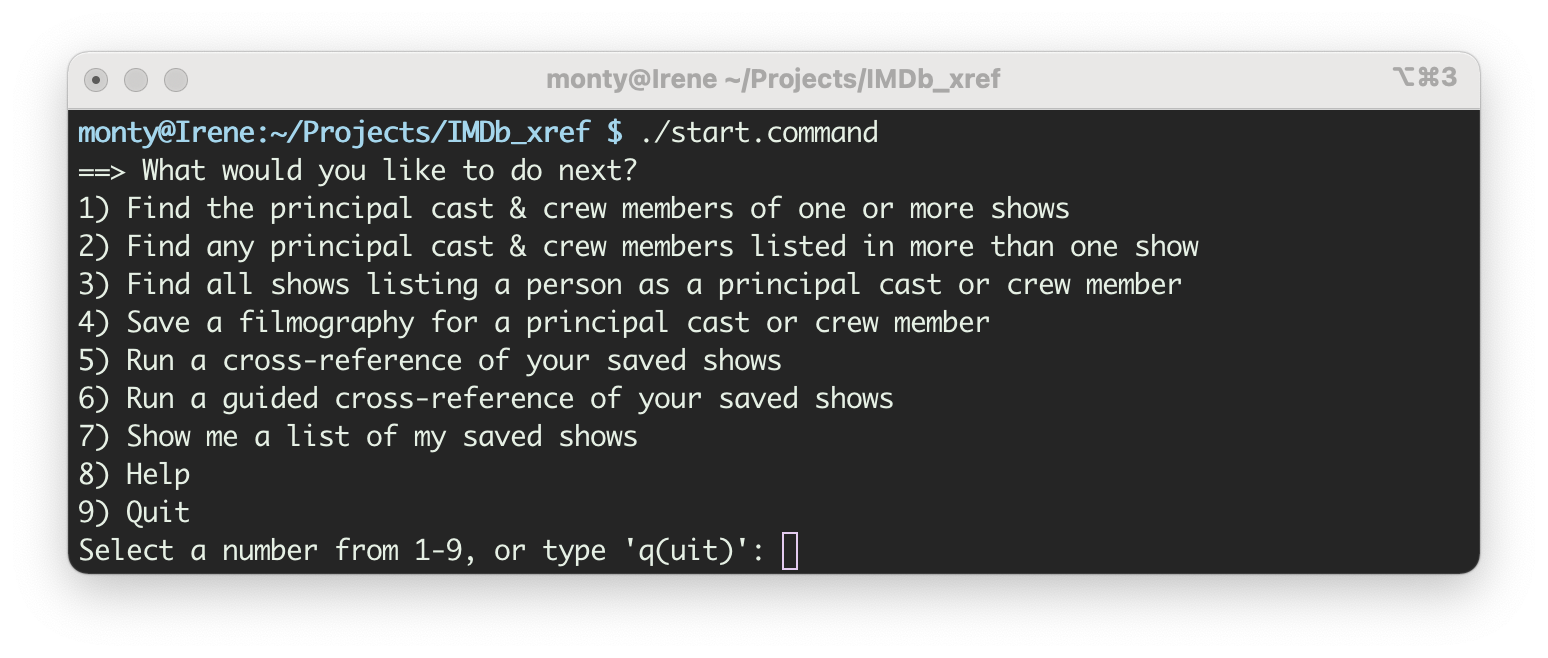 monty@Irene ~/Projects/IMDb_xref
⌥⌘3
monty@Irene:~/Projects/IMDb_xref $ ./start.command
==> What would you like to do next?
1) Find the principal cast & crew members of one or more shows
2) Find any principal cast & crew members listed in more than one show
3) Find all shows listing a person as a principal cast or crew member
4) Save a filmography for a principal cast or crew member
5) Run a cross-reference of your saved shows
6) Run a guided cross-reference of your saved shows
7) Show me a list of my saved shows
8) Help
9) Quit
Select a number from 1-9, or type 'q(uit)':